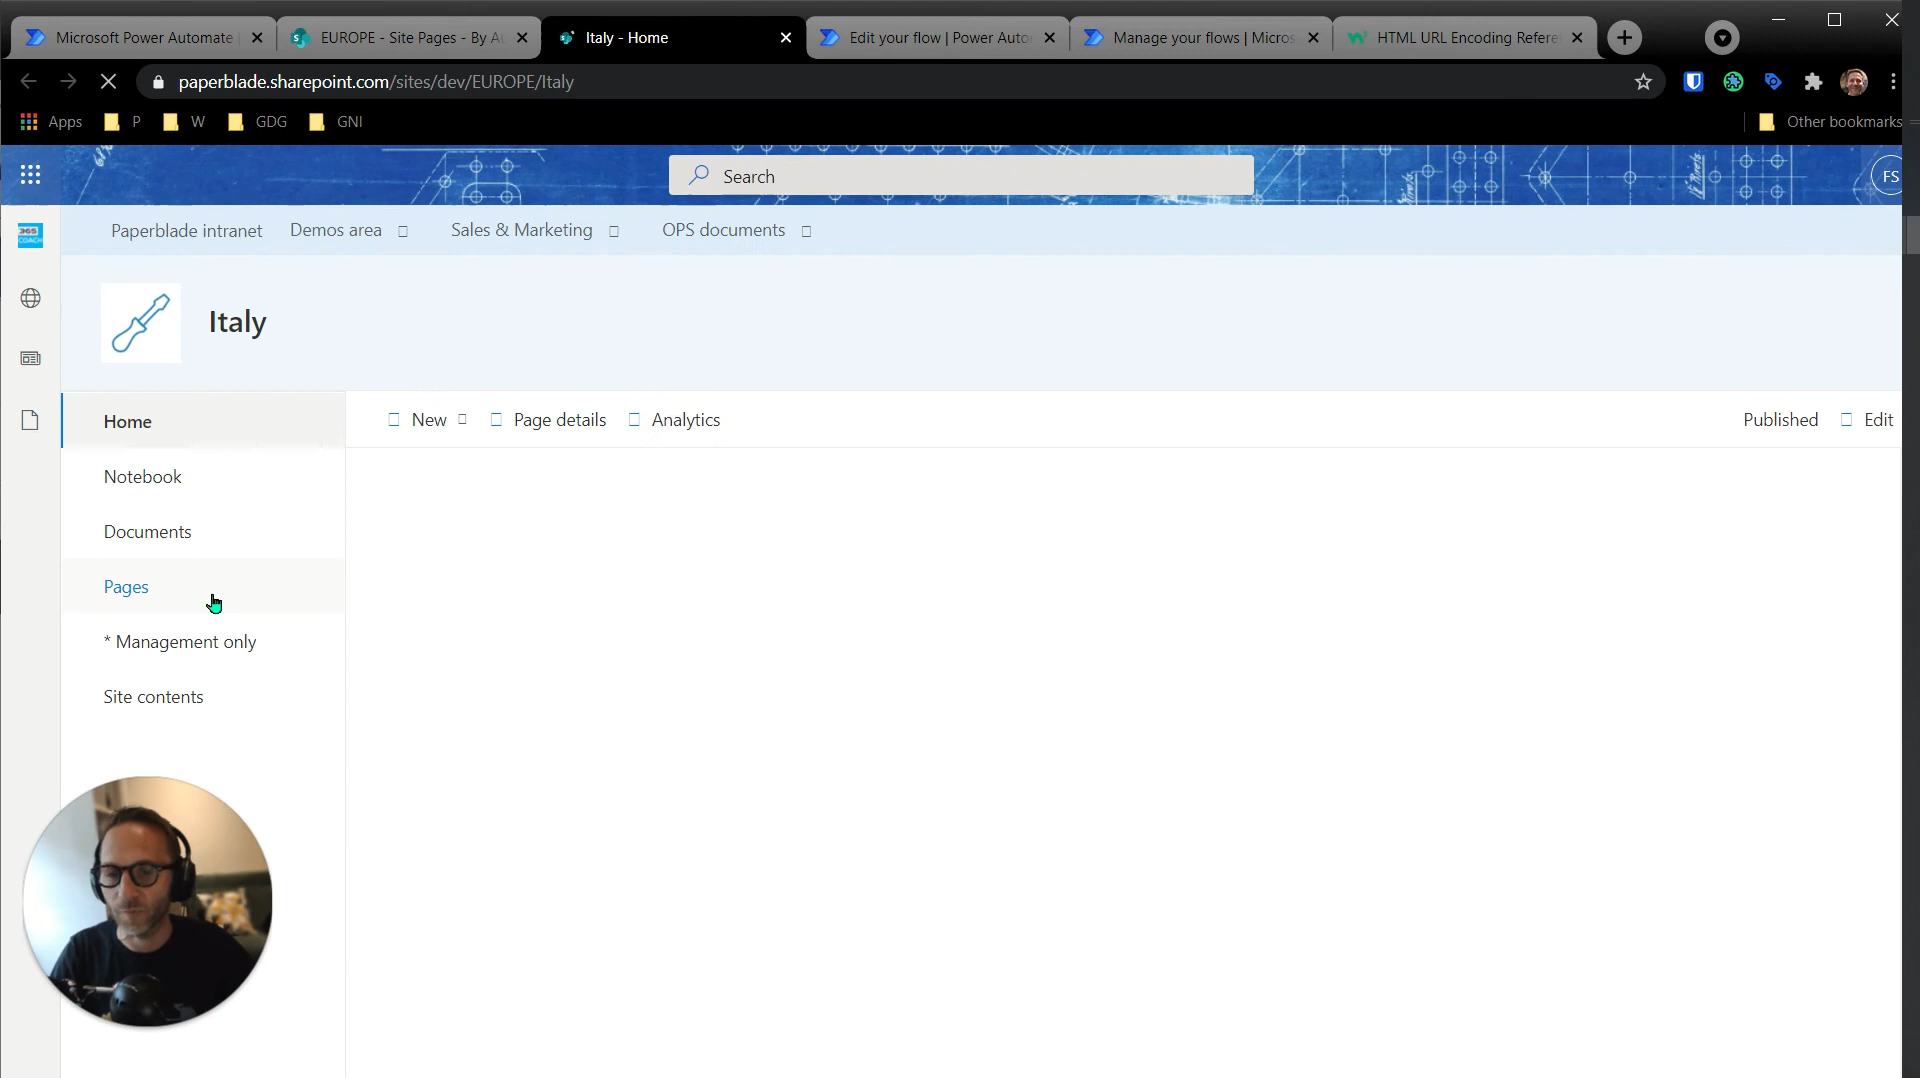 Microsoft Power Automate
EUROPE - Site Pages - By A
Italy - Home
Edit your flow | Power Auto
Manage your flows | Micros
HTML URL Encoding Refere
paperblade.sharepoint.com/sites/dev/EUROPE/Italy
Apps
P
W
GDG
GNI
Other bookmarks
Search
FS
365
COACH
Paperblade intranet
Demos area
Sales & Marketing
OPS documents
Italy
Home
New
Page details
Analytics
Published
Edit
Notebook
Documents
Pages
* Management only
Site contents